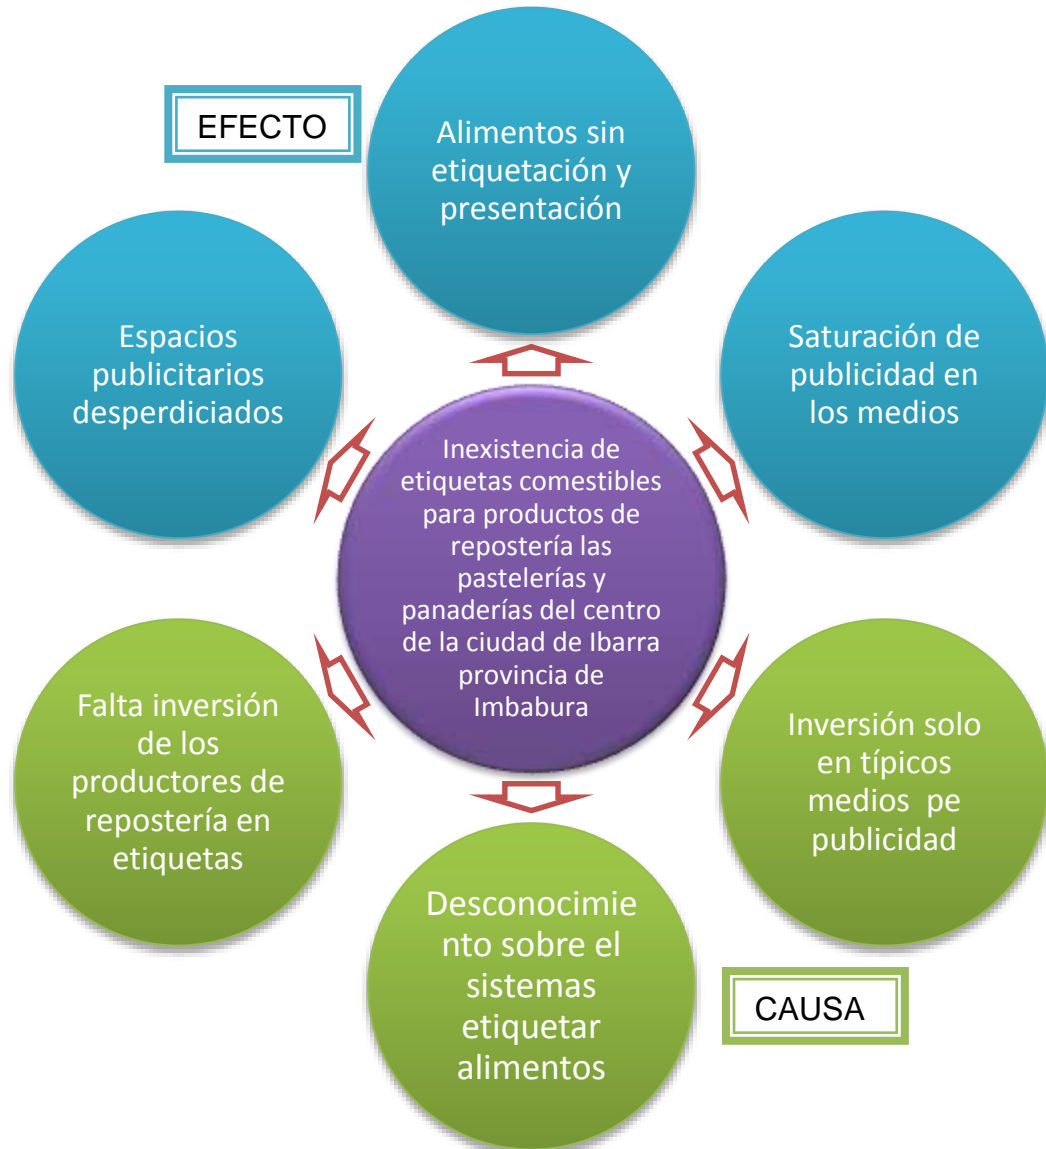 EFECTO
Alimentos sin
etiquetación y
presentación
Espacios
publicitarios
desperdiciados
Saturación de
publicidad en
los medios
Inexistencia de
etiquetas comestibles
para productos de
repostería las
pastelerías y
panaderías del centro
de la ciudad de Ibarra
provincia de
Imbabura
Falta inversión
de los
productores de
repostería en
etiquetas
Inversión solo
en típicos
medios  pe
publicidad
Desconocimie
nto sobre el
sistemas
etiquetar
alimentos
CAUSA